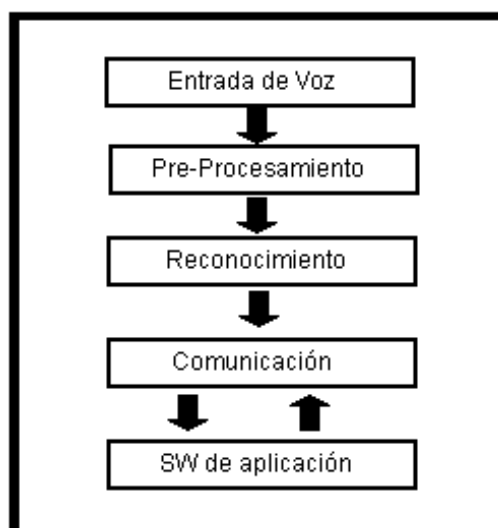 Entrada de Voz
Pre-Procesamiento
Reconocimiento
Comunicación
SW de aplicación